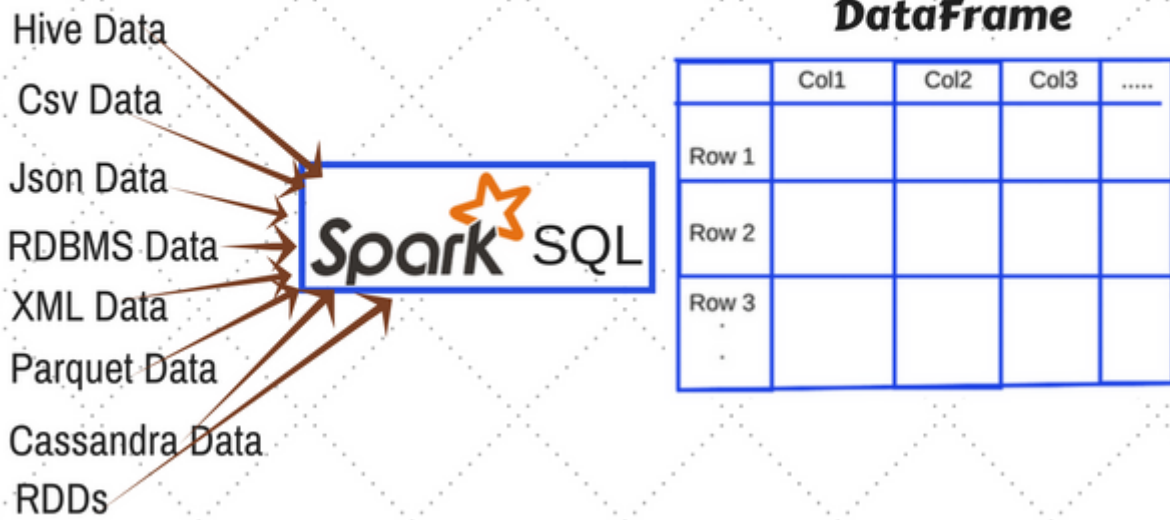 Hive Data
Csv Data
Json Data
RDBMS Data
XML Data
Parquet Data
Cassandra Data
RDDs
Spark SQL
DataFrame
Col1 Col2 Col3 .....
Row 1
Row 2
Row 3
.
.